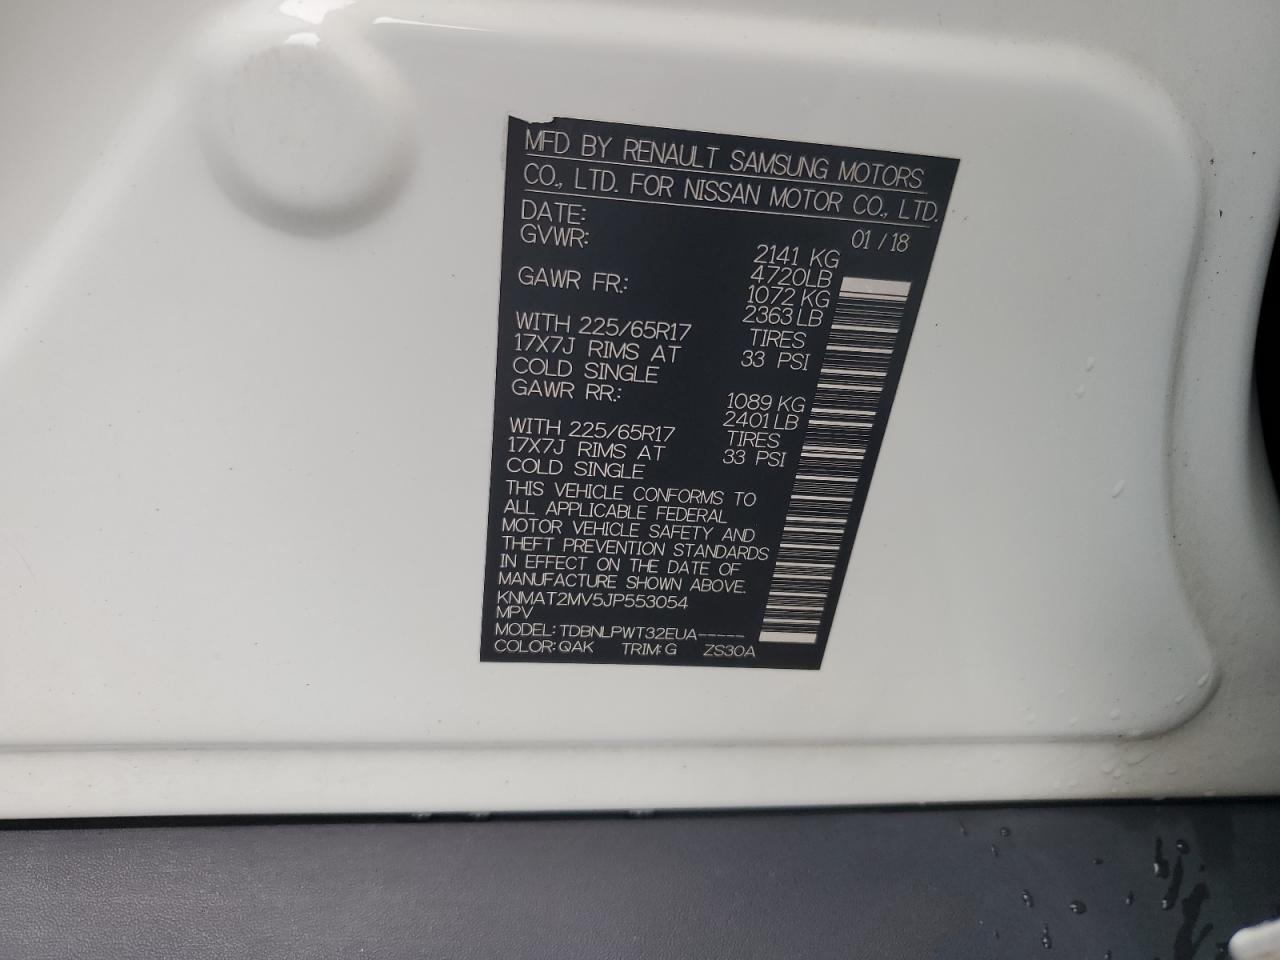 MFD BY RENAULT SAMSUNG MOTORS
CO., LTD. FOR NISSAN MOTOR CO., LTD.
DATE: 01 / 18
GVWR: 2141 KG
4720LB
GAWR FR.: 1072 KG
2363 LB
WITH 225/65R17 TIRES
17X7J RIMS AT 33 PSI
COLD SINGLE
GAWR RR.: 1089 KG
2401 LB
WITH 225/65R17 TIRES
17X7J RIMS AT 33 PSI
COLD SINGLE
THIS VEHICLE CONFORMS TO
ALL APPLICABLE FEDERAL
MOTOR VEHICLE SAFETY AND
THEFT PREVENTION STANDARDS
IN EFFECT ON THE DATE OF
MANUFACTURE SHOWN ABOVE.
KNMAT2MV5JP553054
MPV
MODEL: TDBNLPWT32EUA-----
COLOR: QAK TRIM: G ZS30A